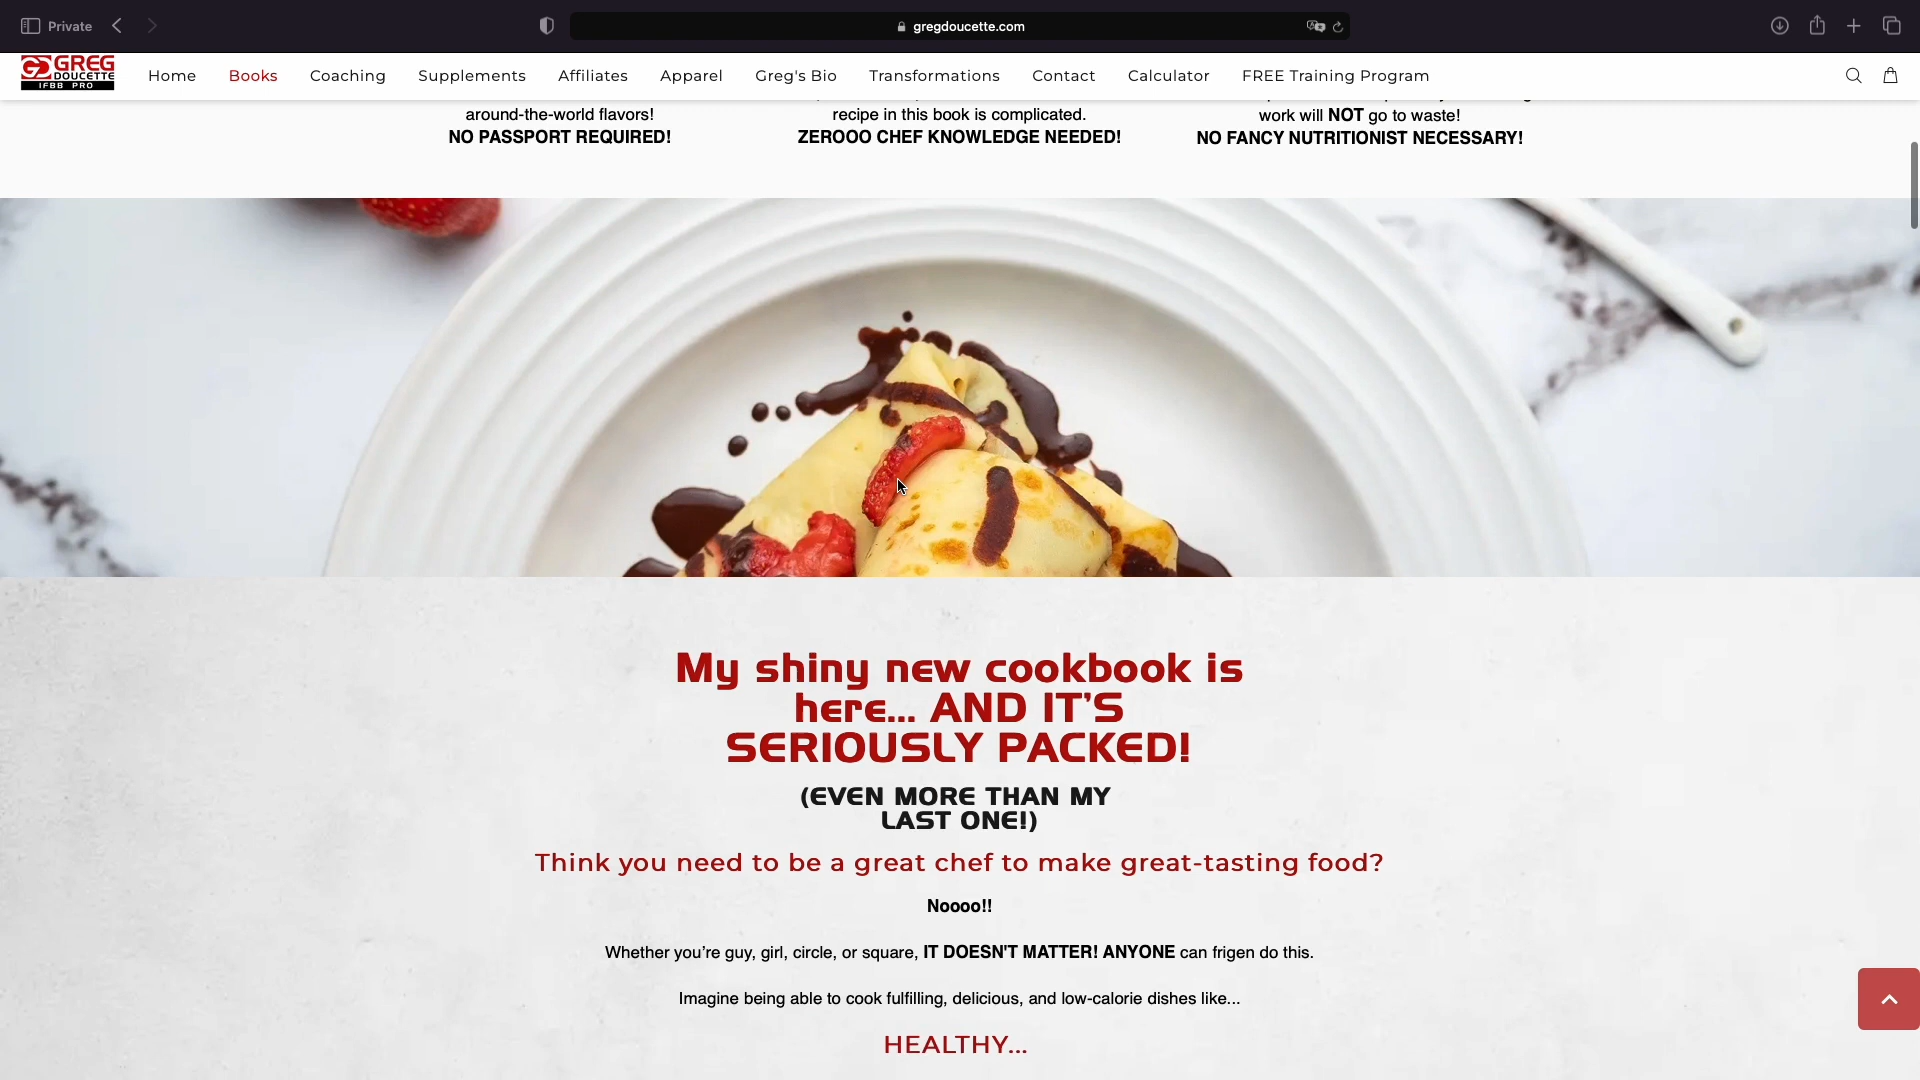 Private
gregdoucette.com
GREG
DOUCETTE
IFBB PRO
Home
Books
Coaching
Supplements
Affiliates
Apparel
Greg's Bio
Transformations
Contact
Calculator
FREE Training Program
around-the-world flavors!
NO PASSPORT REQUIRED!
recipe in this book is complicated.
ZEROOO CHEF KNOWLEDGE NEEDED!
work will NOT go to waste!
NO FANCY NUTRITIONIST NECESSARY!
My shiny new cookbook is
here... AND IT'S
SERIOUSLY PACKED!
(EVEN MORE THAN MY
LAST ONE!)
Think you need to be a great chef to make great-tasting food?
Noooo!!
Whether you're guy, girl, circle, or square, IT DOESN'T MATTER! ANYONE can frigen do this.
Imagine being able to cook fulfilling, delicious, and low-calorie dishes like...
HEALTHY...